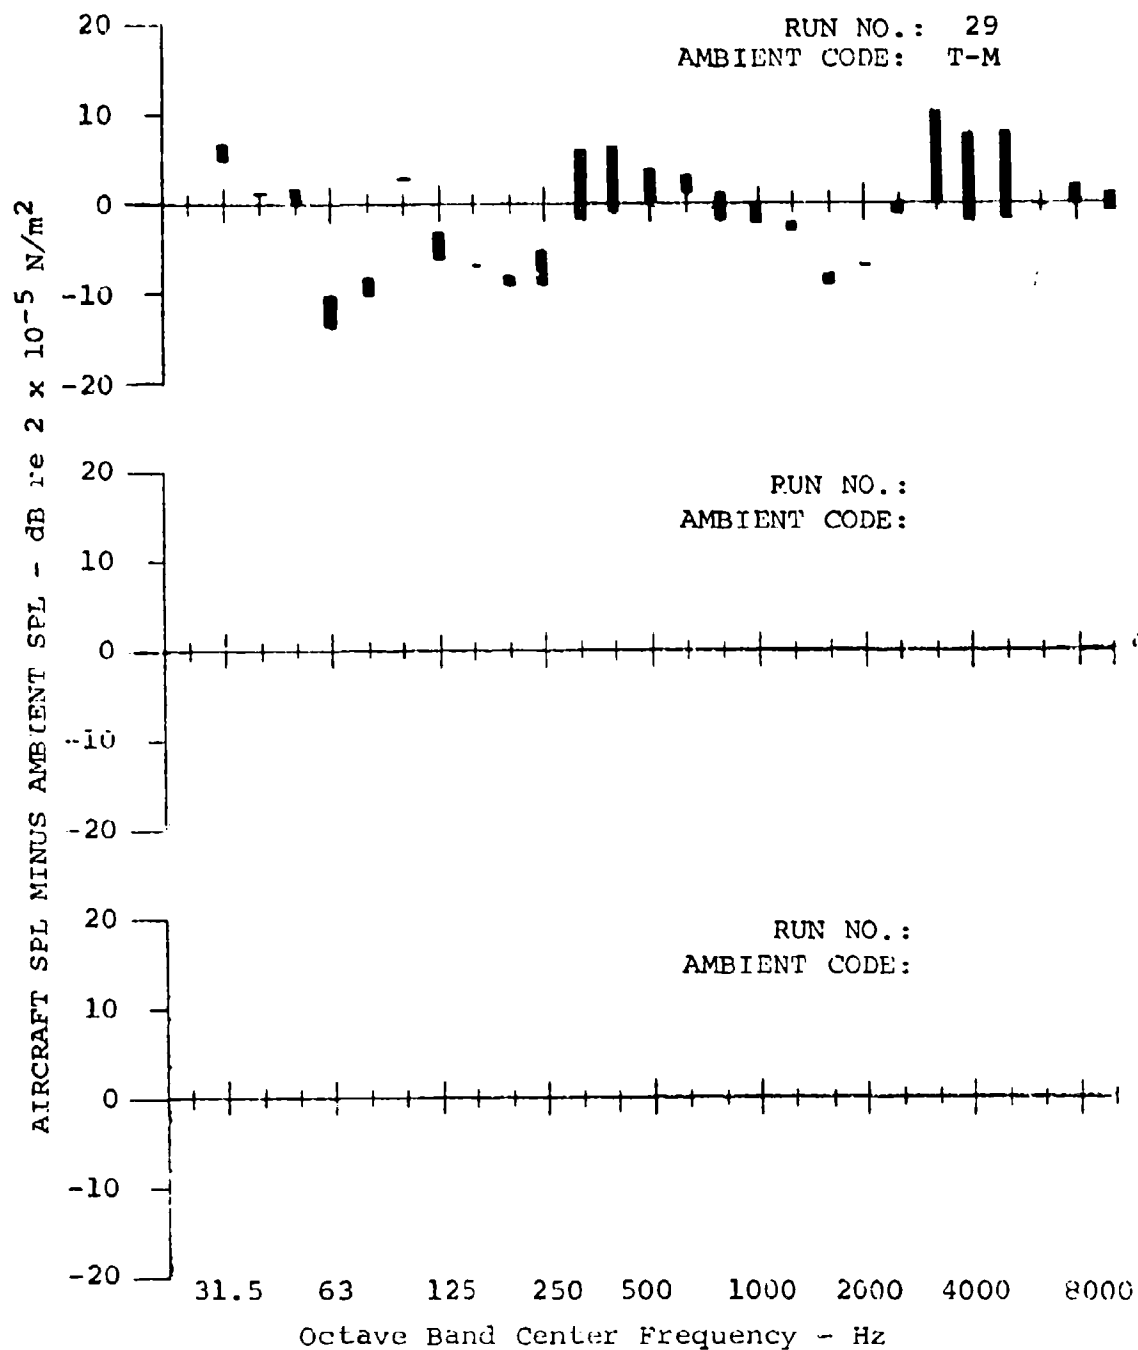 RUN NO.: 29
AMBIENT CODE: T-M
20
10
0
-10
-20
RUN NO.:
AMBIENT CODE:
20
10
0
-10
-20
RUN NO.:
AMBIENT CODE:
20
10
0
-10
-20
AIRCRAFT SPL MINUS AMBIENT SPL - dB re 2 x 10⁻⁵ N/m²
31.5 63 125 250 500 1000 2000 4000 8000
Octave Band Center Frequency - Hz